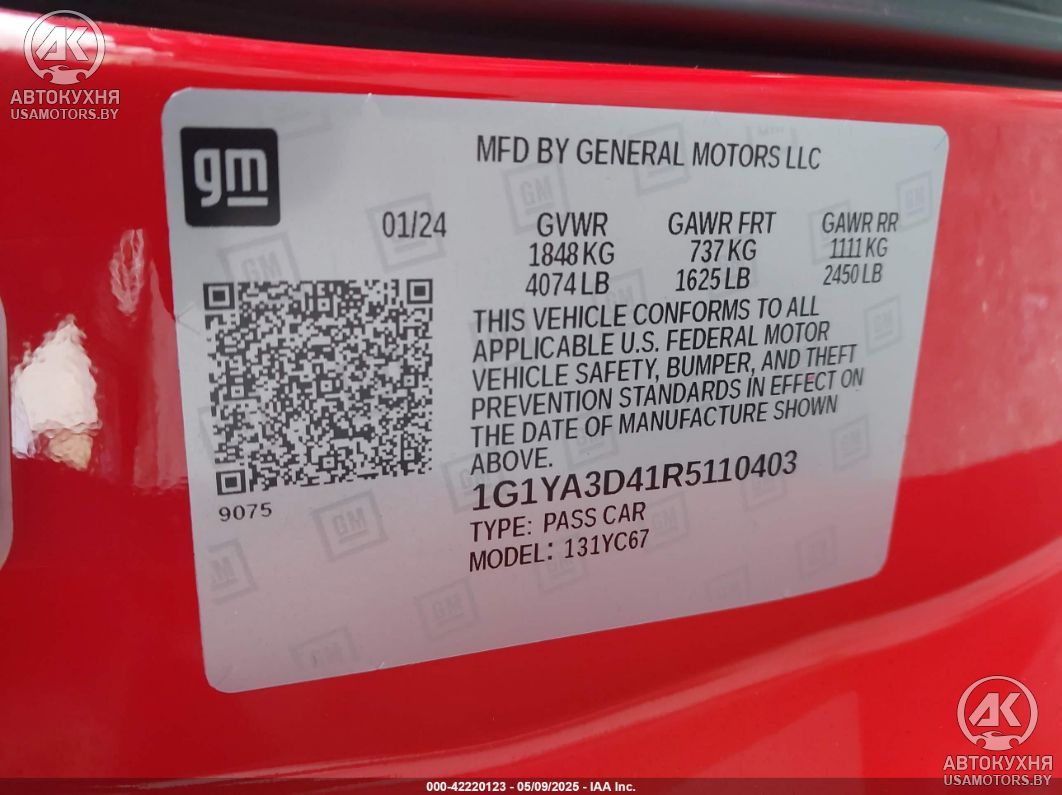 АВТОКУХНЯ
USAMOTORS.BY
gm
MFD BY GENERAL MOTORS LLC
01/24
GVWR GAWR FRT GAWR RR
1848 KG 737 KG 1111 KG
4074 LB 1625 LB 2450 LB
THIS VEHICLE CONFORMS TO ALL
APPLICABLE U.S. FEDERAL MOTOR
VEHICLE SAFETY, BUMPER, AND THEFT
PREVENTION STANDARDS IN EFFECT ON
THE DATE OF MANUFACTURE SHOWN
ABOVE.
9075
1G1YA3D41R5110403
TYPE: PASS CAR
MODEL: 131YC67
АК
АВТОКУХНЯ
USAMOTORS.BY
000-42220123 - 05/09/2025 - IAA Inc.